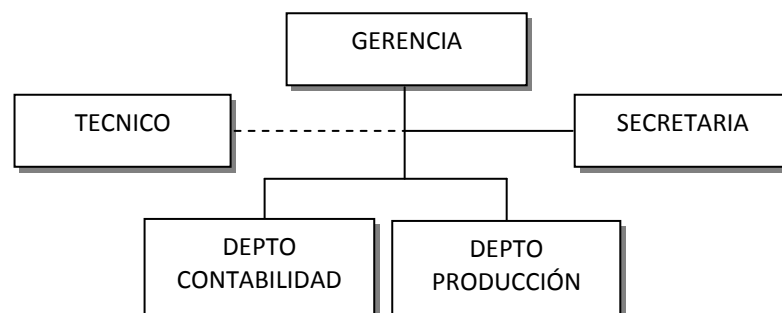 GERENCIA
TECNICO
SECRETARIA
DEPTO
CONTABILIDAD
DEPTO
PRODUCCIÓN